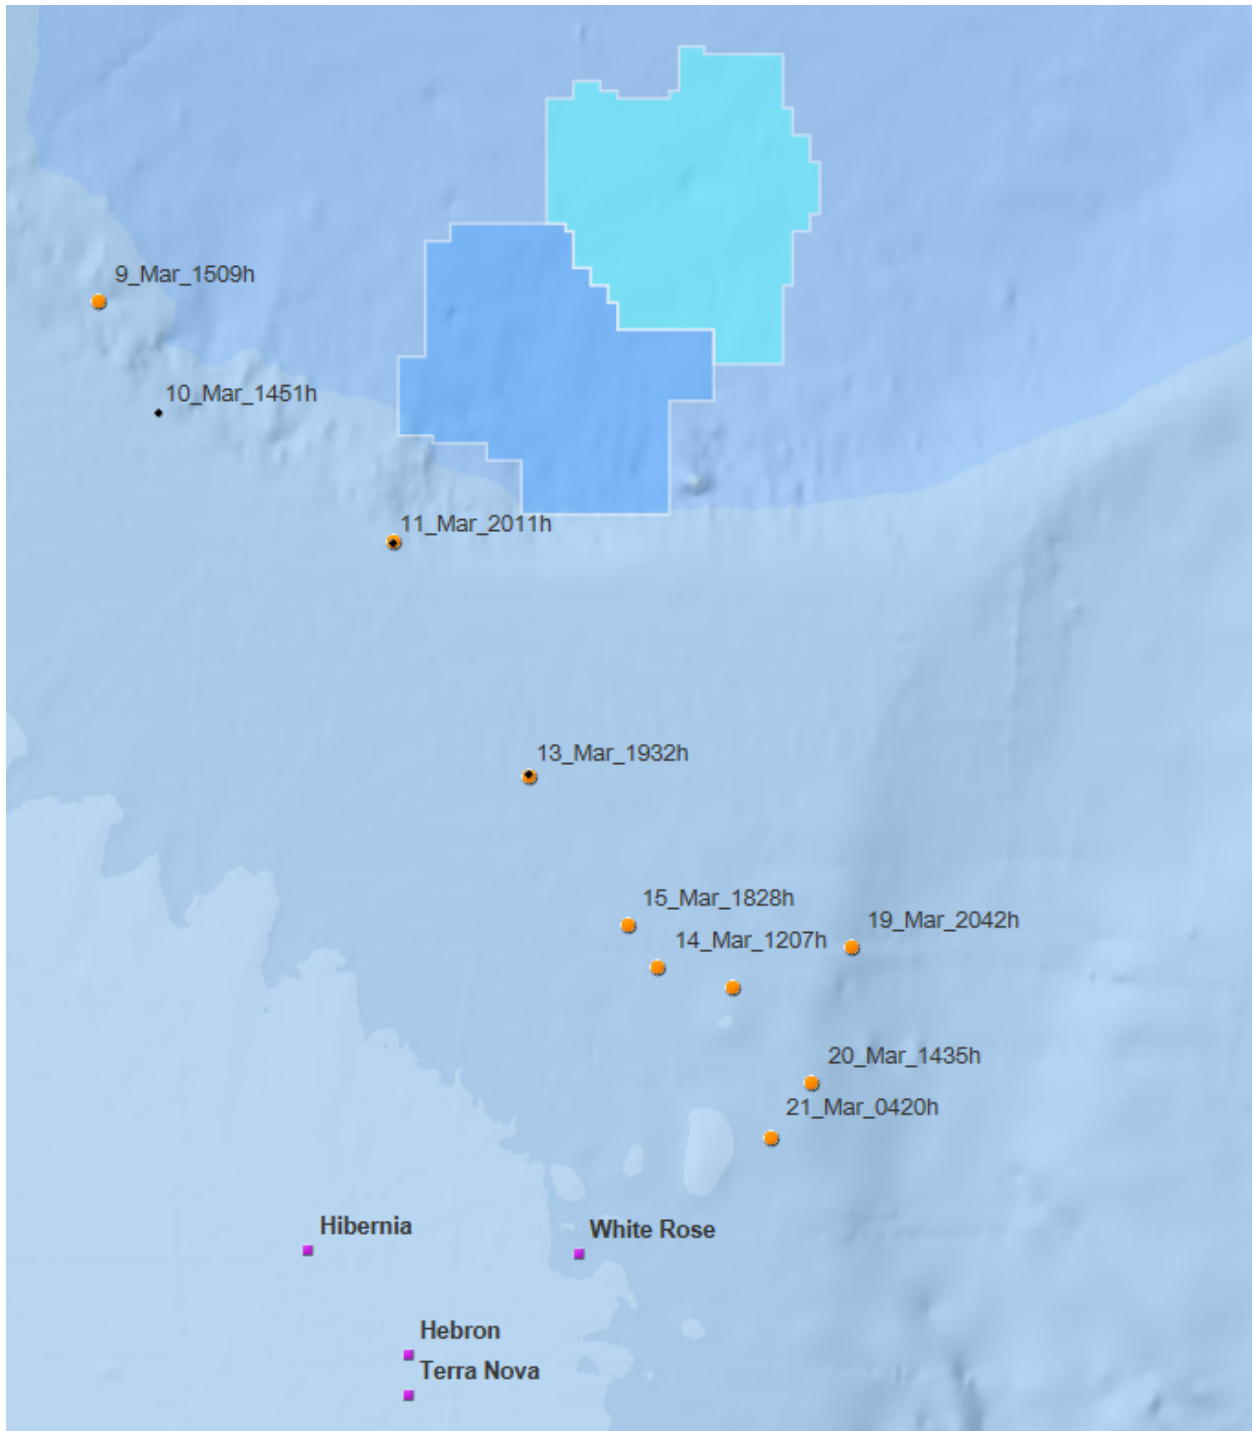 9_Mar_1509h
10_Mar_1451h
11_Mar_2011h
13_Mar_1932h
15_Mar_1828h
19_Mar_2042h
14_Mar_1207h
20_Mar_1435h
21_Mar_0420h
Hibernia
White Rose
Hebron
Terra Nova